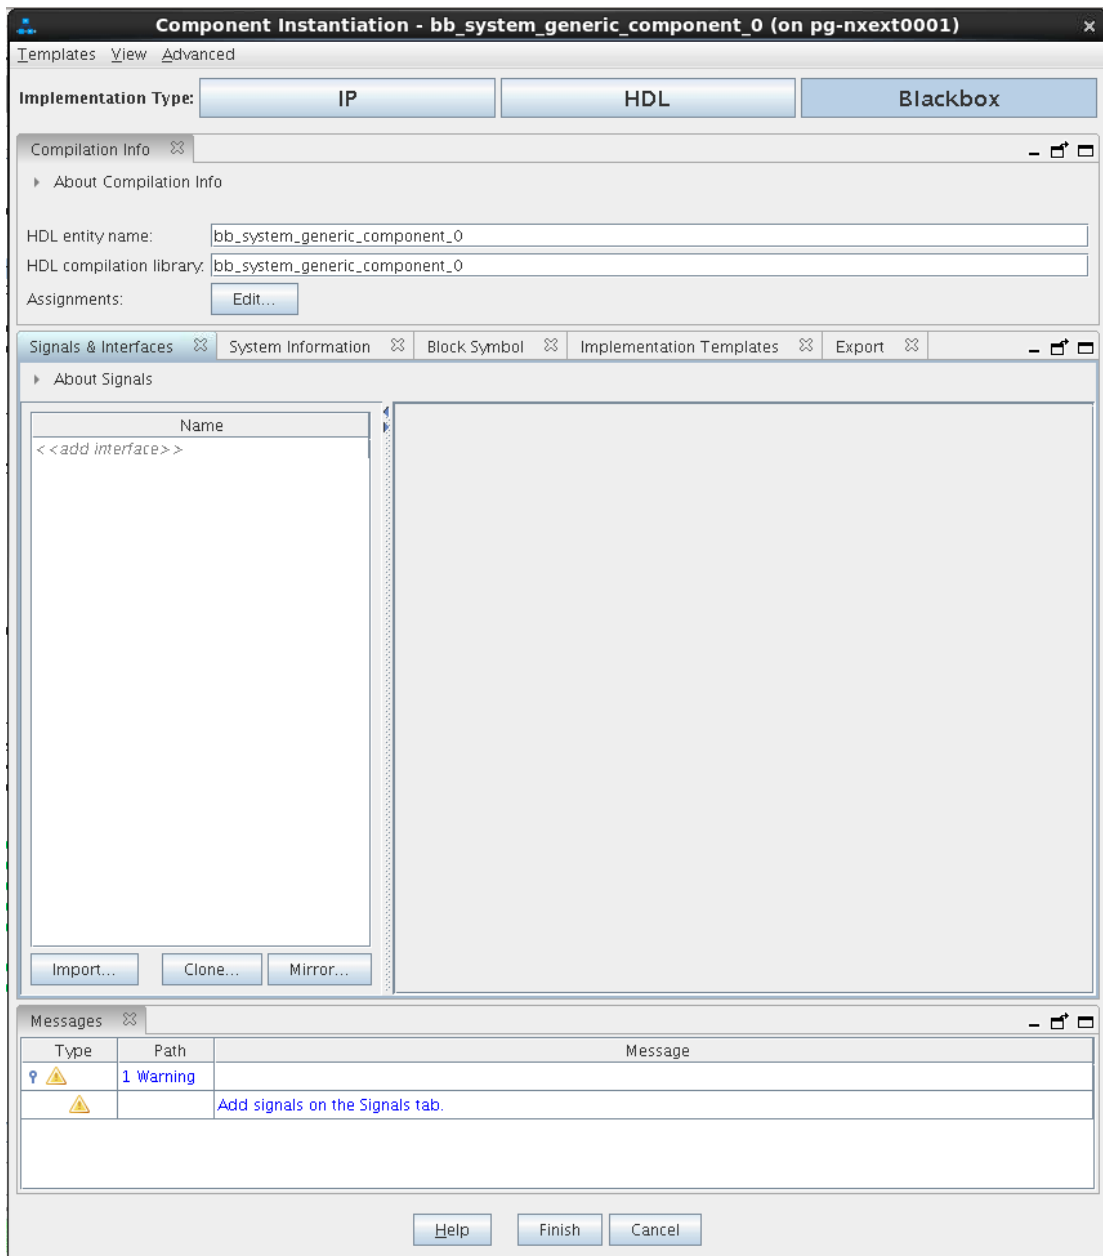 Component Instantiation - bb_system_generic_component_0 (on pg-nxext0001)
Templates View Advanced
Implementation Type: IP HDL Blackbox
Compilation Info
About Compilation Info
HDL entity name: bb_system_generic_component_0
HDL compilation library: bb_system_generic_component_0
Assignments: Edit...
Signals & Interfaces System Information Block Symbol Implementation Templates Export
About Signals
Name
<<add interface>>
Import... Clone... Mirror...
Messages
Type Path Message
1 Warning
Add signals on the Signals tab.
Help Finish Cancel